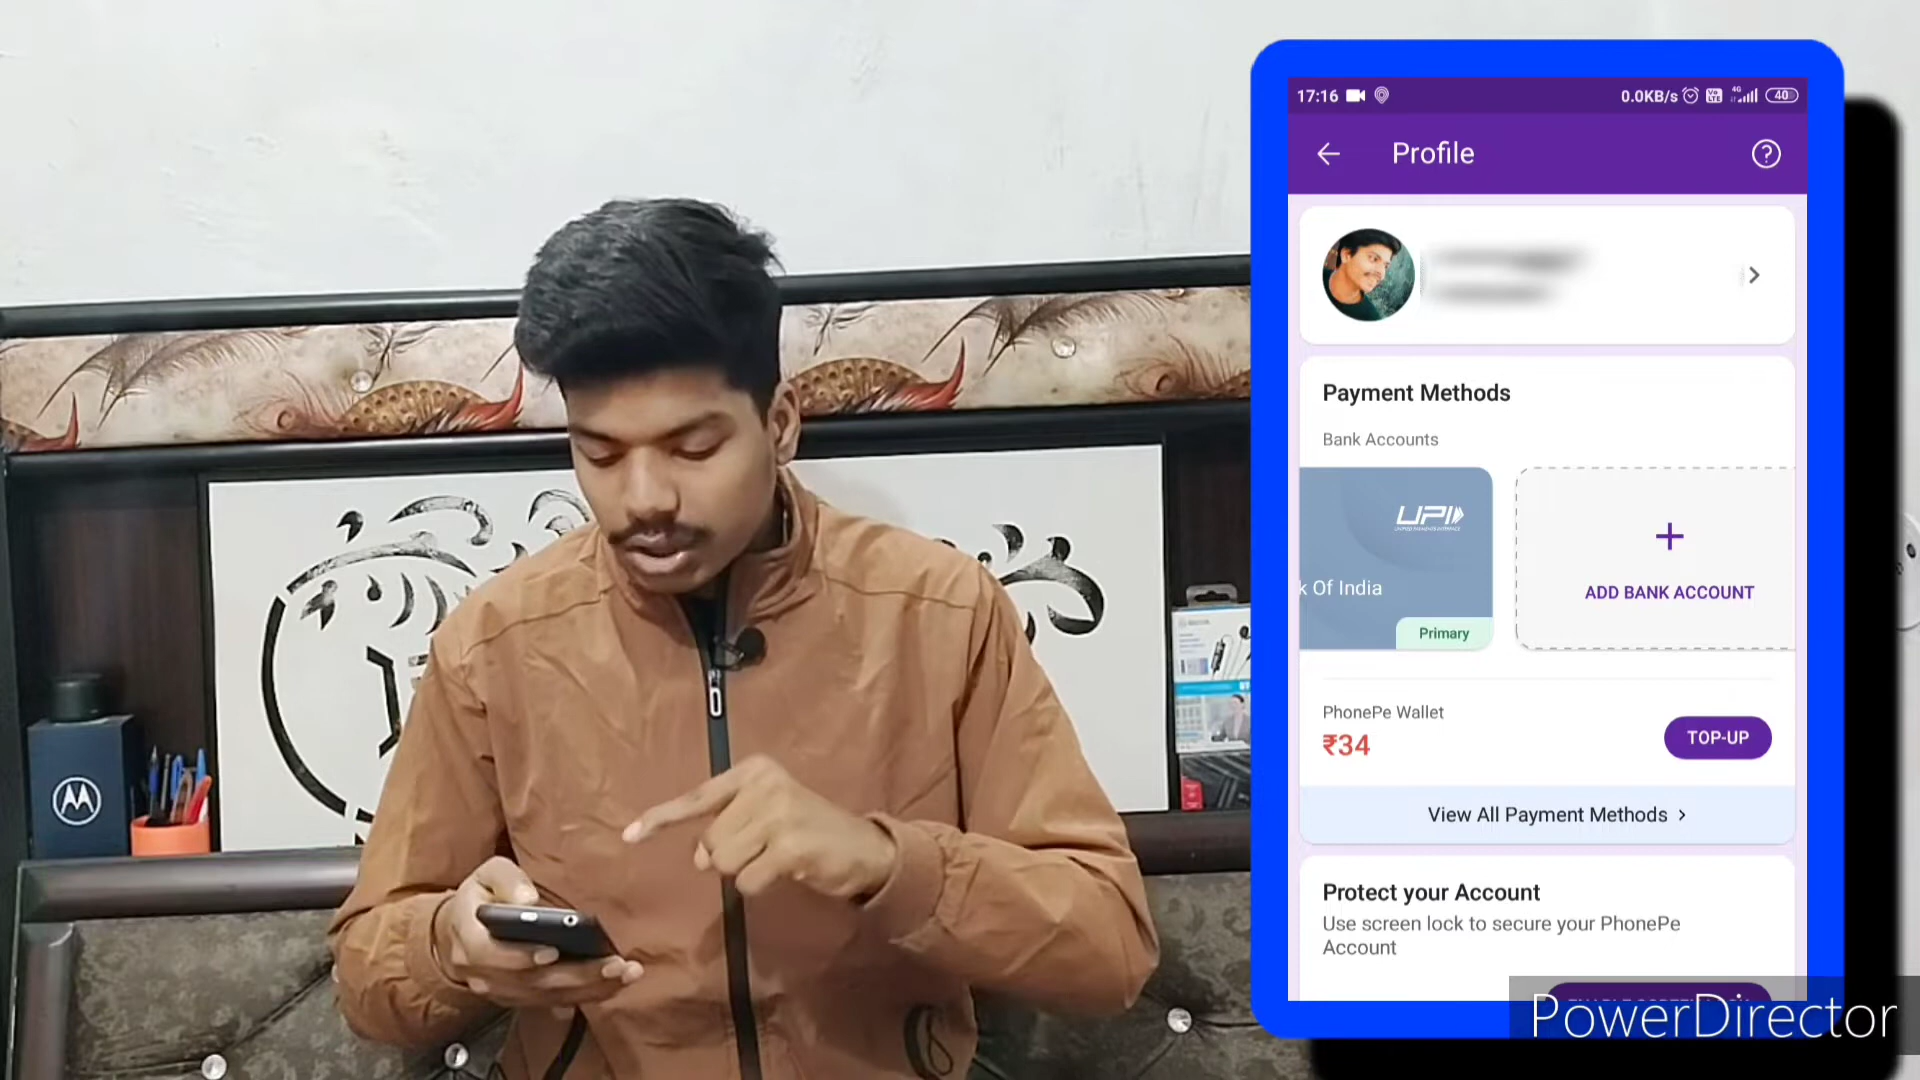 17:16
0.0KB/s
4G
40
Profile
Payment Methods
Bank Accounts
UPI
k Of India
Primary
+
ADD BANK ACCOUNT
PhonePe Wallet
₹34
TOP-UP
View All Payment Methods >
Protect your Account
Use screen lock to secure your PhonePe
Account
PowerDirector